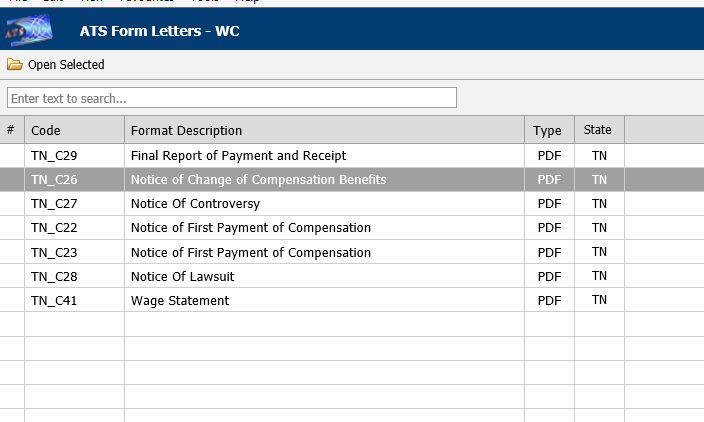 ATS
ATS Form Letters - WC
Open Selected
Enter text to search...
# Code Format Description Type State
TN_C29 Final Report of Payment and Receipt PDF TN
TN_C26 Notice of Change of Compensation Benefits PDF TN
TN_C27 Notice Of Controversy PDF TN
TN_C22 Notice of First Payment of Compensation PDF TN
TN_C23 Notice of First Payment of Compensation PDF TN
TN_C28 Notice Of Lawsuit PDF TN
TN_C41 Wage Statement PDF TN